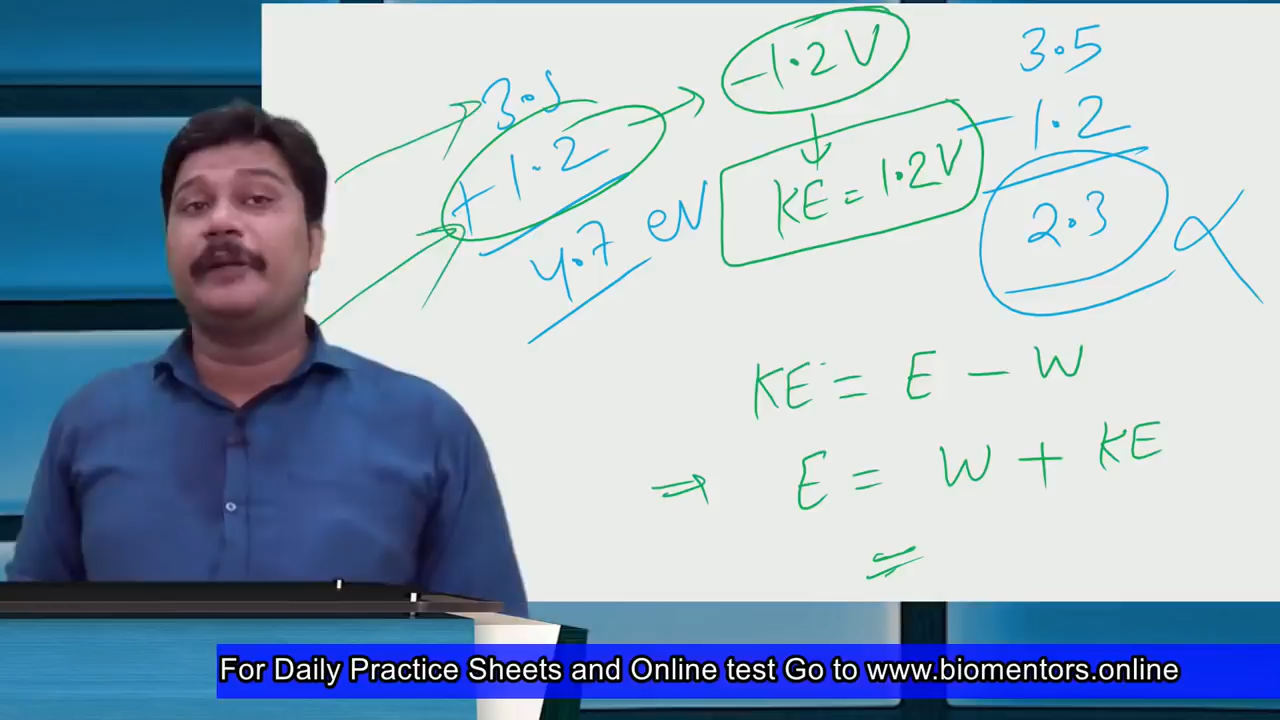 3.5
+ 1.2
4.7 eV
-1.2 V
KE = 1.2V
3.5
- 1.2
2.3
KE = E - W
⇒ E = W + KE
=
For Daily Practice Sheets and Online test Go to www.biomentors.online